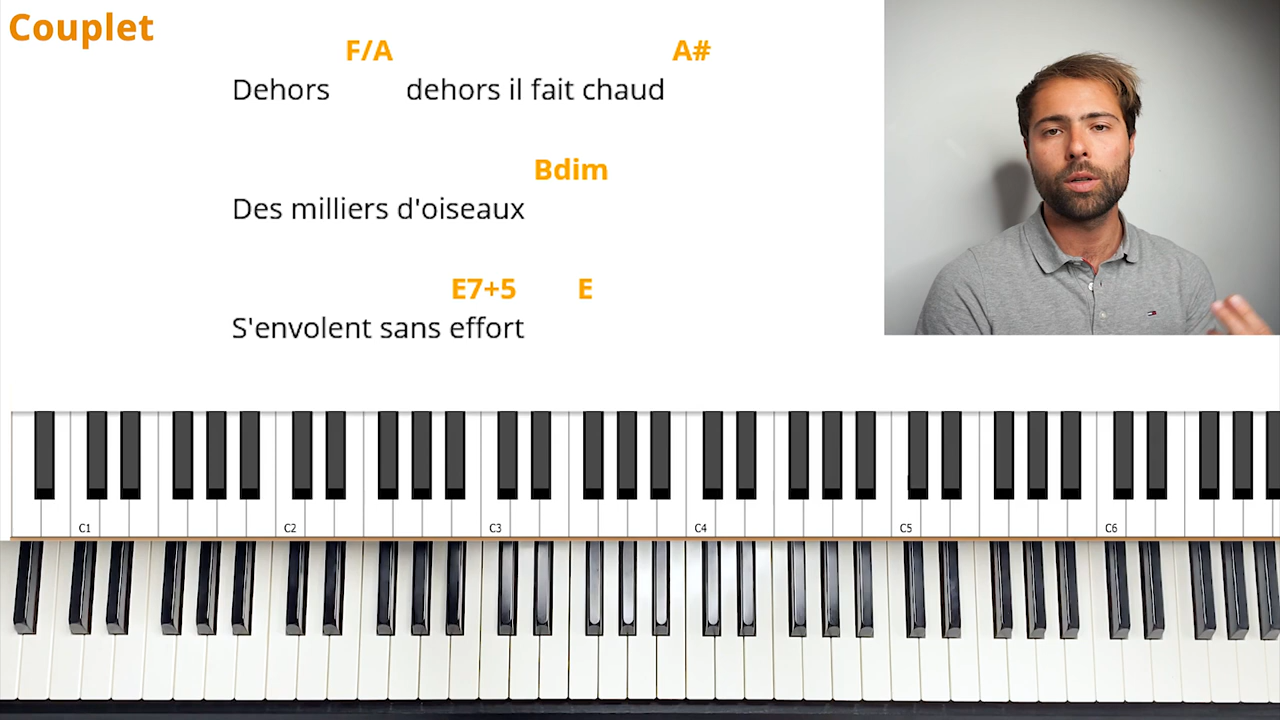 Couplet
F/A A#
Dehors dehors il fait chaud
Bdim
Des milliers d'oiseaux
E7+5 E
S'envolent sans effort
C1 C2 C3 C4 C5 C6